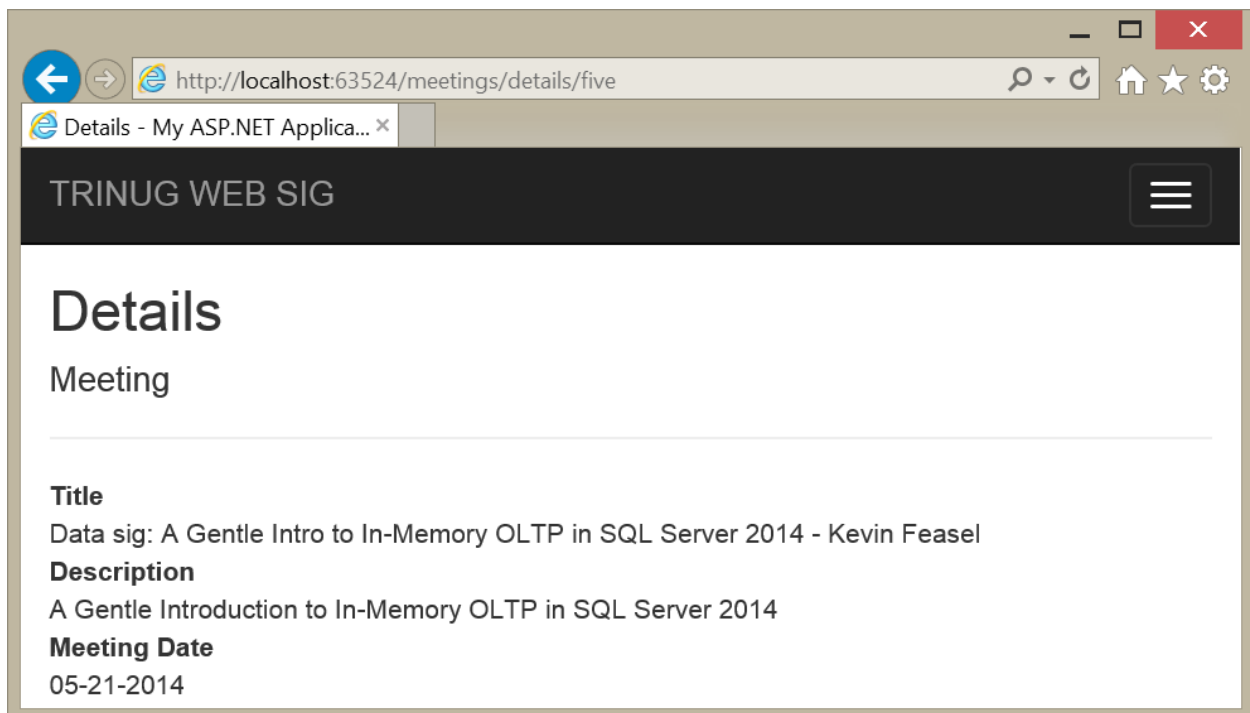 http://localhost:63524/meetings/details/five
Details - My ASP.NET Applica...
TRINUG WEB SIG
Details
Meeting
Title
Data sig: A Gentle Intro to In-Memory OLTP in SQL Server 2014 - Kevin Feasel
Description
A Gentle Introduction to In-Memory OLTP in SQL Server 2014
Meeting Date
05-21-2014